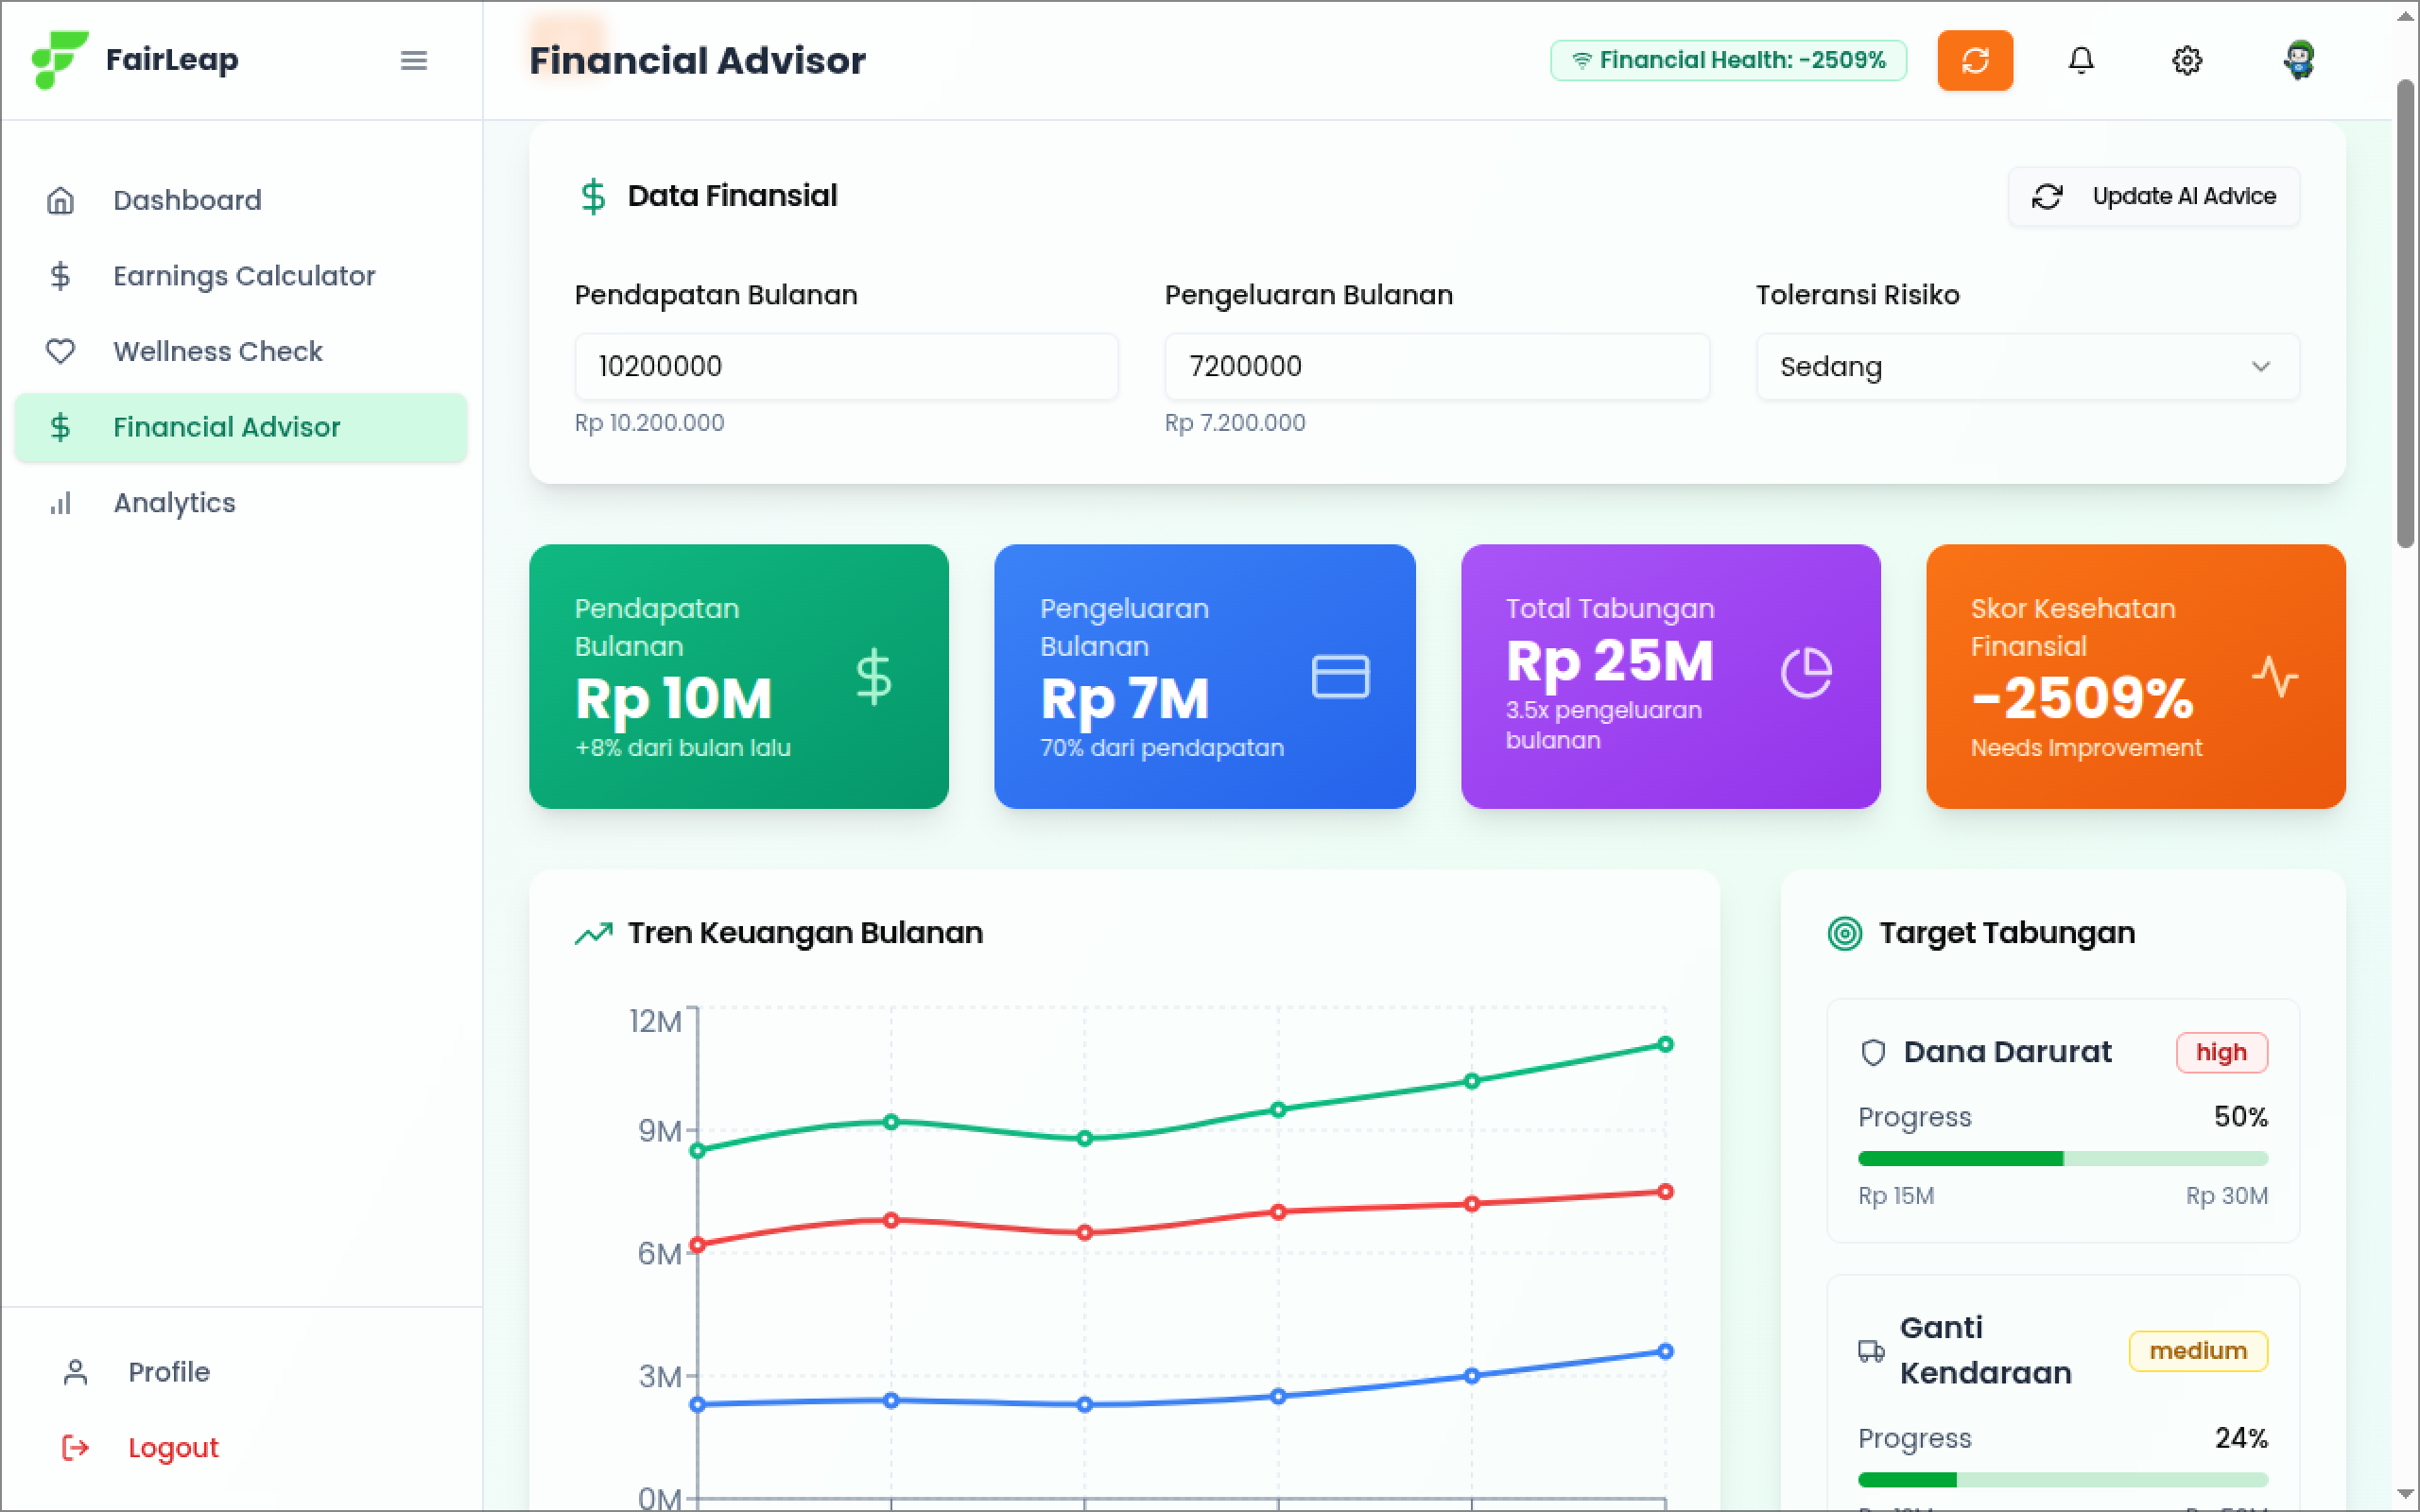 FairLeap
Financial Advisor
Financial Health: -2509%
Dashboard
Earnings Calculator
Wellness Check
Financial Advisor
Analytics
Profile
Logout
Data Finansial
Update AI Advice
Pendapatan Bulanan
Pengeluaran Bulanan
Toleransi Risiko
10200000
7200000
Sedang
Rp 10.200.000
Rp 7.200.000
Pendapatan
Bulanan
Rp 10M
+8% dari bulan lalu
Pengeluaran
Bulanan
Rp 7M
70% dari pendapatan
Total Tabungan
Rp 25M
3.5x pengeluaran
bulanan
Skor Kesehatan
Finansial
-2509%
Needs Improvement
Tren Keuangan Bulanan
12M
9M
6M
3M
0M
Target Tabungan
Dana Darurat
high
Progress
50%
Rp 15M
Rp 30M
Ganti
Kendaraan
medium
Progress
24%